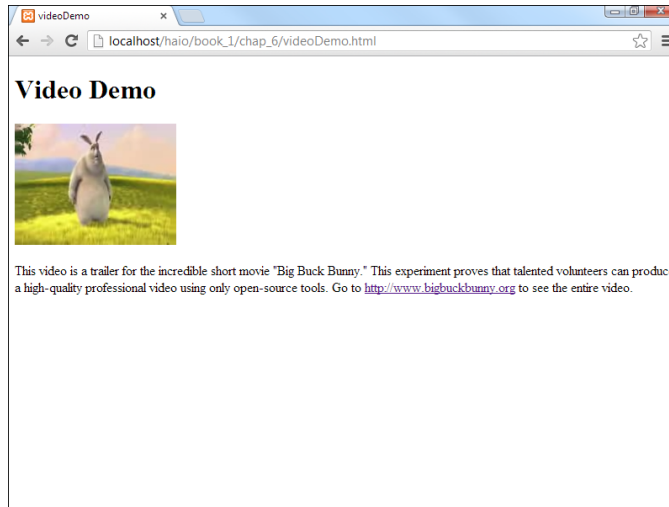 videoDemo
localhost/haio/book_1/chap_6/videoDemo.html
Video Demo
This video is a trailer for the incredible short movie "Big Buck Bunny." This experiment proves that talented volunteers can produc
a high-quality professional video using only open-source tools. Go to http://www.bigbuckbunny.org to see the entire video.